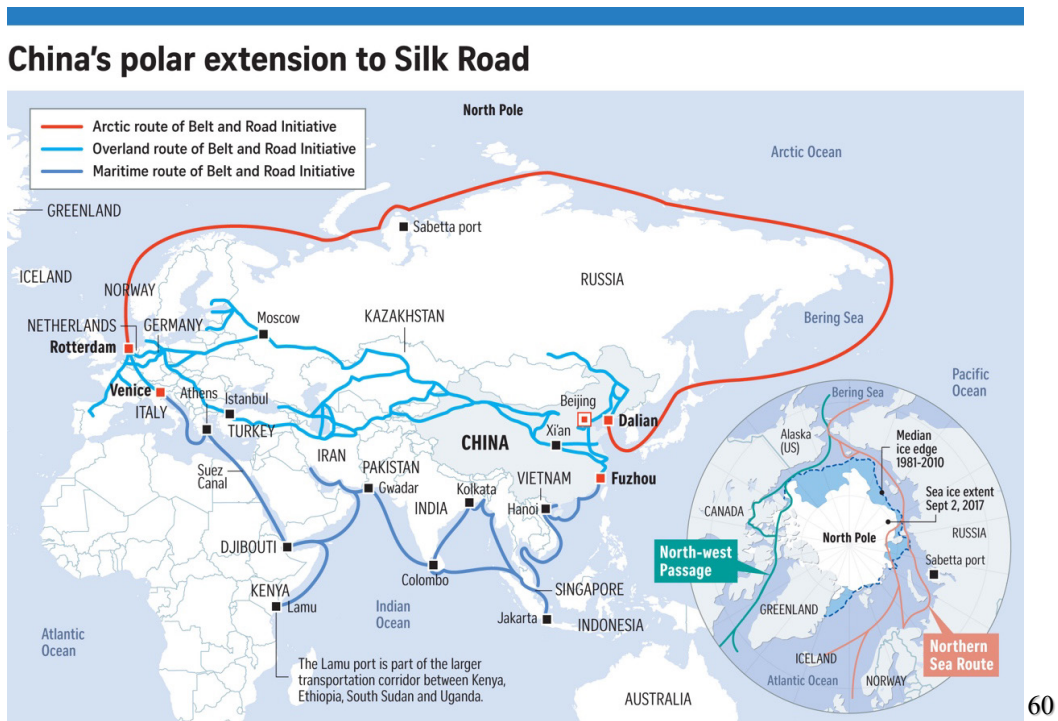 China's polar extension to Silk Road
North Pole
Arctic route of Belt and Road Initiative
Overland route of Belt and Road Initiative
Maritime route of Belt and Road Initiative
Arctic Ocean
GREENLAND
Sabetta port
ICELAND
RUSSIA
NORWAY
Moscow
KAZAKHSTAN
Bering Sea
NETHERLANDS
GERMANY
Rotterdam
Pacific
Ocean
Venice
Athens
Istanbul
Beijing
ITALY
Dalian
TURKEY
Xi'an
CHINA
IRAN
PAKISTAN
Suez
Canal
Gwadar
Kolkata
VIETNAM
Fuzhou
INDIA
Hanoi
DJIBOUTI
Colombo
KENYA
SINGAPORE
Lamu
Indian
Ocean
Jakarta
INDONESIA
Atlantic
Ocean
The Lamu port is part of the larger
transportation corridor between Kenya,
Ethiopia, South Sudan and Uganda.
AUSTRALIA
Bering Sea
Alaska
(US)
Median
ice edge
1981-2010
CANADA
Sea ice extent
Sept 2, 2017
North Pole
RUSSIA
North-west
Passage
Sabetta port
GREENLAND
Northern
Sea Route
ICELAND
Atlantic Ocean
NORWAY
60